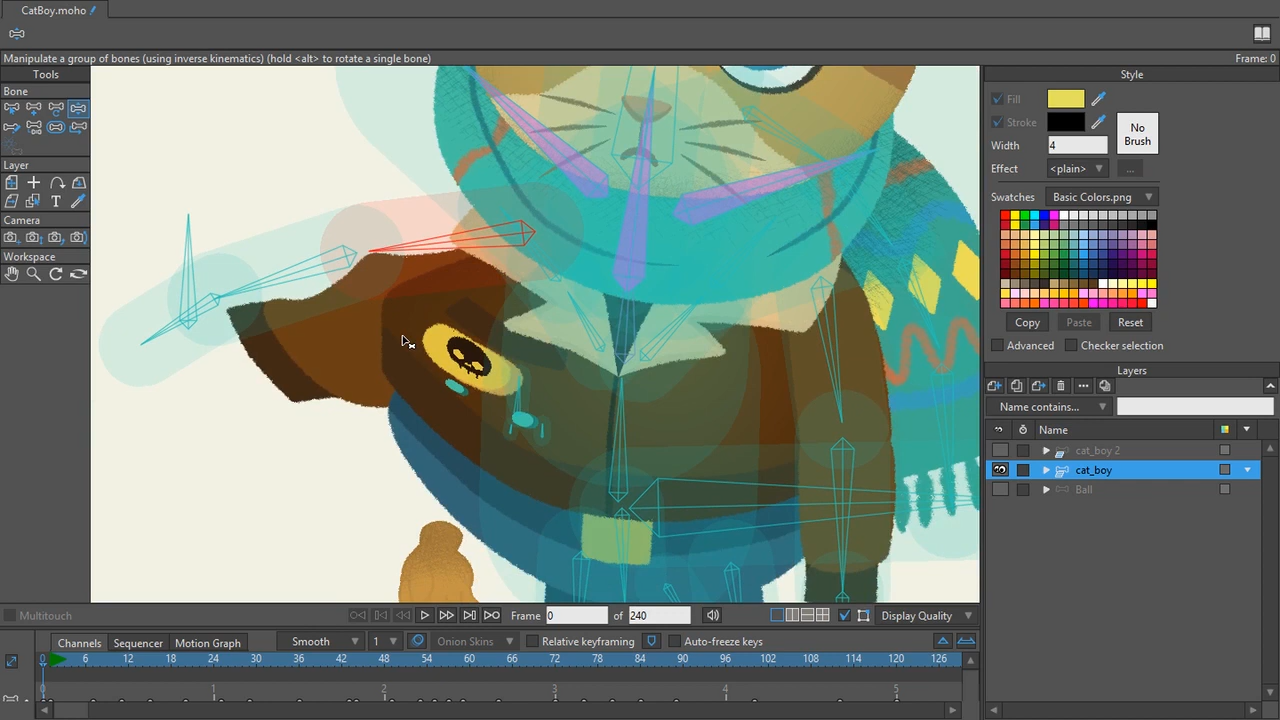 CatBoy.moho
Manipulate a group of bones (using inverse kinematics) (hold <alt> to rotate a single bone)
Frame: 0
Tools
Bone
Layer
T
Camera
Workspace
Style
Fill
Stroke
No
Brush
Width
4
Effect
<plain>
...
Swatches
Basic Colors.png
Copy
Paste
Reset
Advanced
Checker selection
Layers
Name contains...
Name
cat_boy 2
cat_boy
Ball
Multitouch
Frame
0
of
240
Display Quality
Channels
Sequencer
Motion Graph
Smooth
1
Onion Skins
Relative keyframing
Auto-freeze keys
0 6 12 18 24 30 36 42 48 54 60 66 72 78 84 90 96 102 108 114 120 126
0 1 2 3 4 5